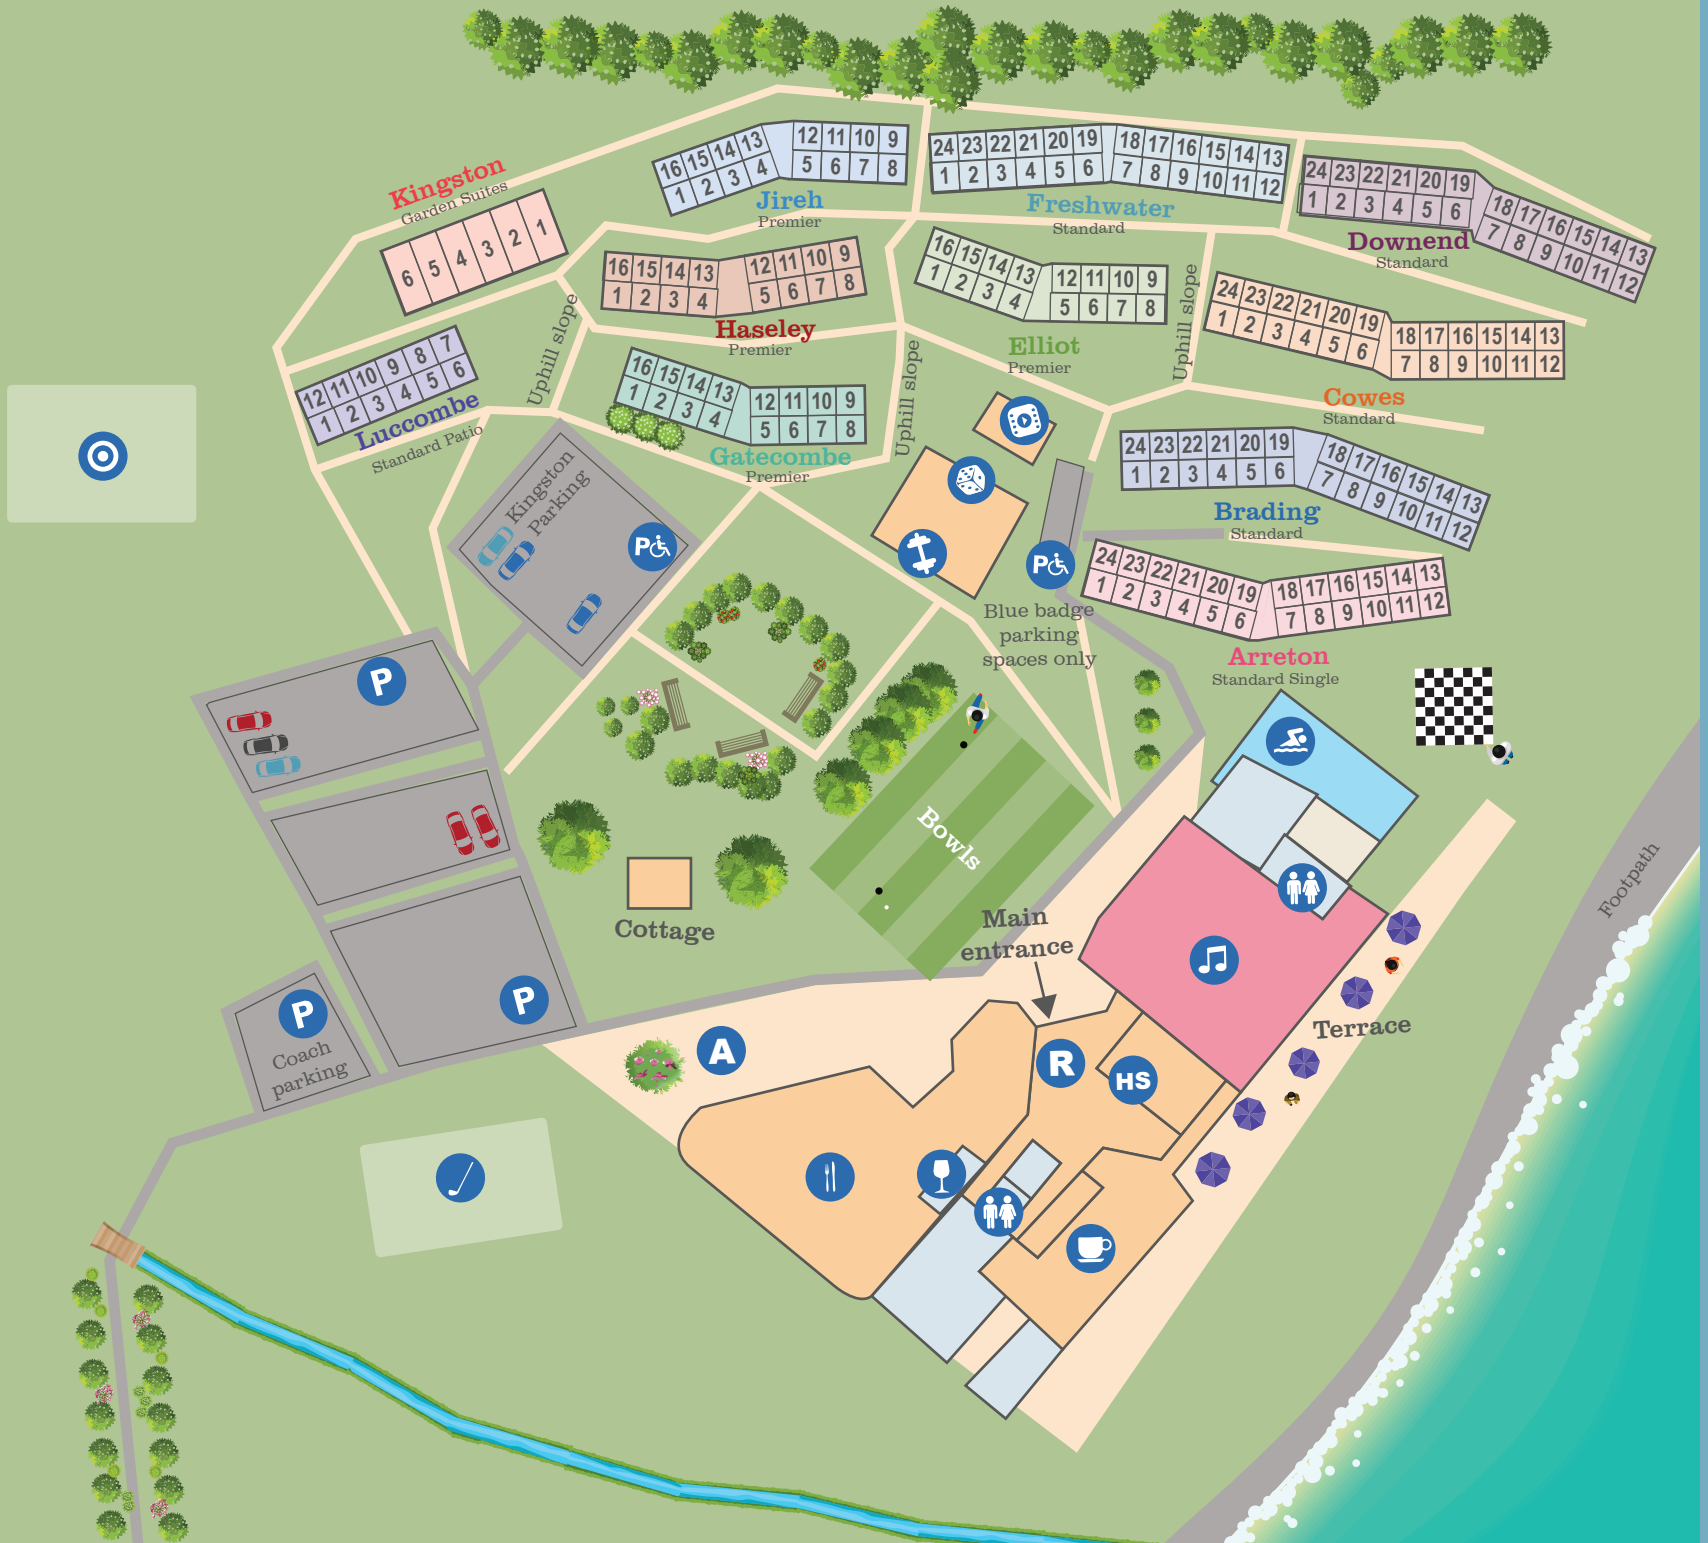 16 15 14 13 12 11 10 9
1 2 3 4 5 6 7 8
Jireh
Premier
24 23 22 21 20 19 18 17 16 15 14 13
1 2 3 4 5 6 7 8 9 10 11 12
Freshwater
Standard
24 23 22 21 20 19 18 17 16 15 14 13
1 2 3 4 5 6 7 8 9 10 11 12
Downend
Standard
Kingston
Garden Suites
6 5 4 3 2 1
16 15 14 13 12 11 10 9
1 2 3 4 5 6 7 8
Haseley
Premier
16 15 14 13 12 11 10 9
1 2 3 4 5 6 7 8
Elliot
Premier
Uphill slope
24 23 22 21 20 19 18 17 16 15 14 13
1 2 3 4 5 6 7 8 9 10 11 12
Cowes
Standard
12 11 10 9 8 7
1 2 3 4 5 6
Luccombe
Standard Patio
Uphill slope
16 15 14 13 12 11 10 9
1 2 3 4 5 6 7 8
Gatecombe
Premier
Uphill slope
24 23 22 21 20 19 18 17 16 15 14 13
1 2 3 4 5 6 7 8 9 10 11 12
Brading
Standard
Kingston
Parking
P
P
Blue badge
parking
spaces only
24 23 22 21 20 19 18 17 16 15 14 13
1 2 3 4 5 6 7 8 9 10 11 12
Arreton
Standard Single
P
Bowls
Cottage
Main
entrance
Footpath
P
P
Coach
parking
A
R
HS
Terrace